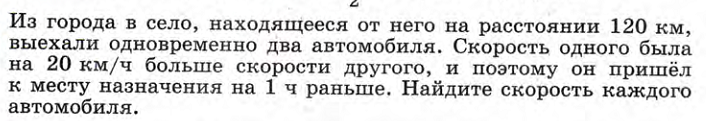 Из города в село, находящееся от него на расстоянии 120 км,
выехали одновременно два автомобиля. Скорость одного была
на 20 км/ч больше скорости другого, и поэтому он пришёл
к месту назначения на 1 ч раньше. Найдите скорость каждого
автомобиля.